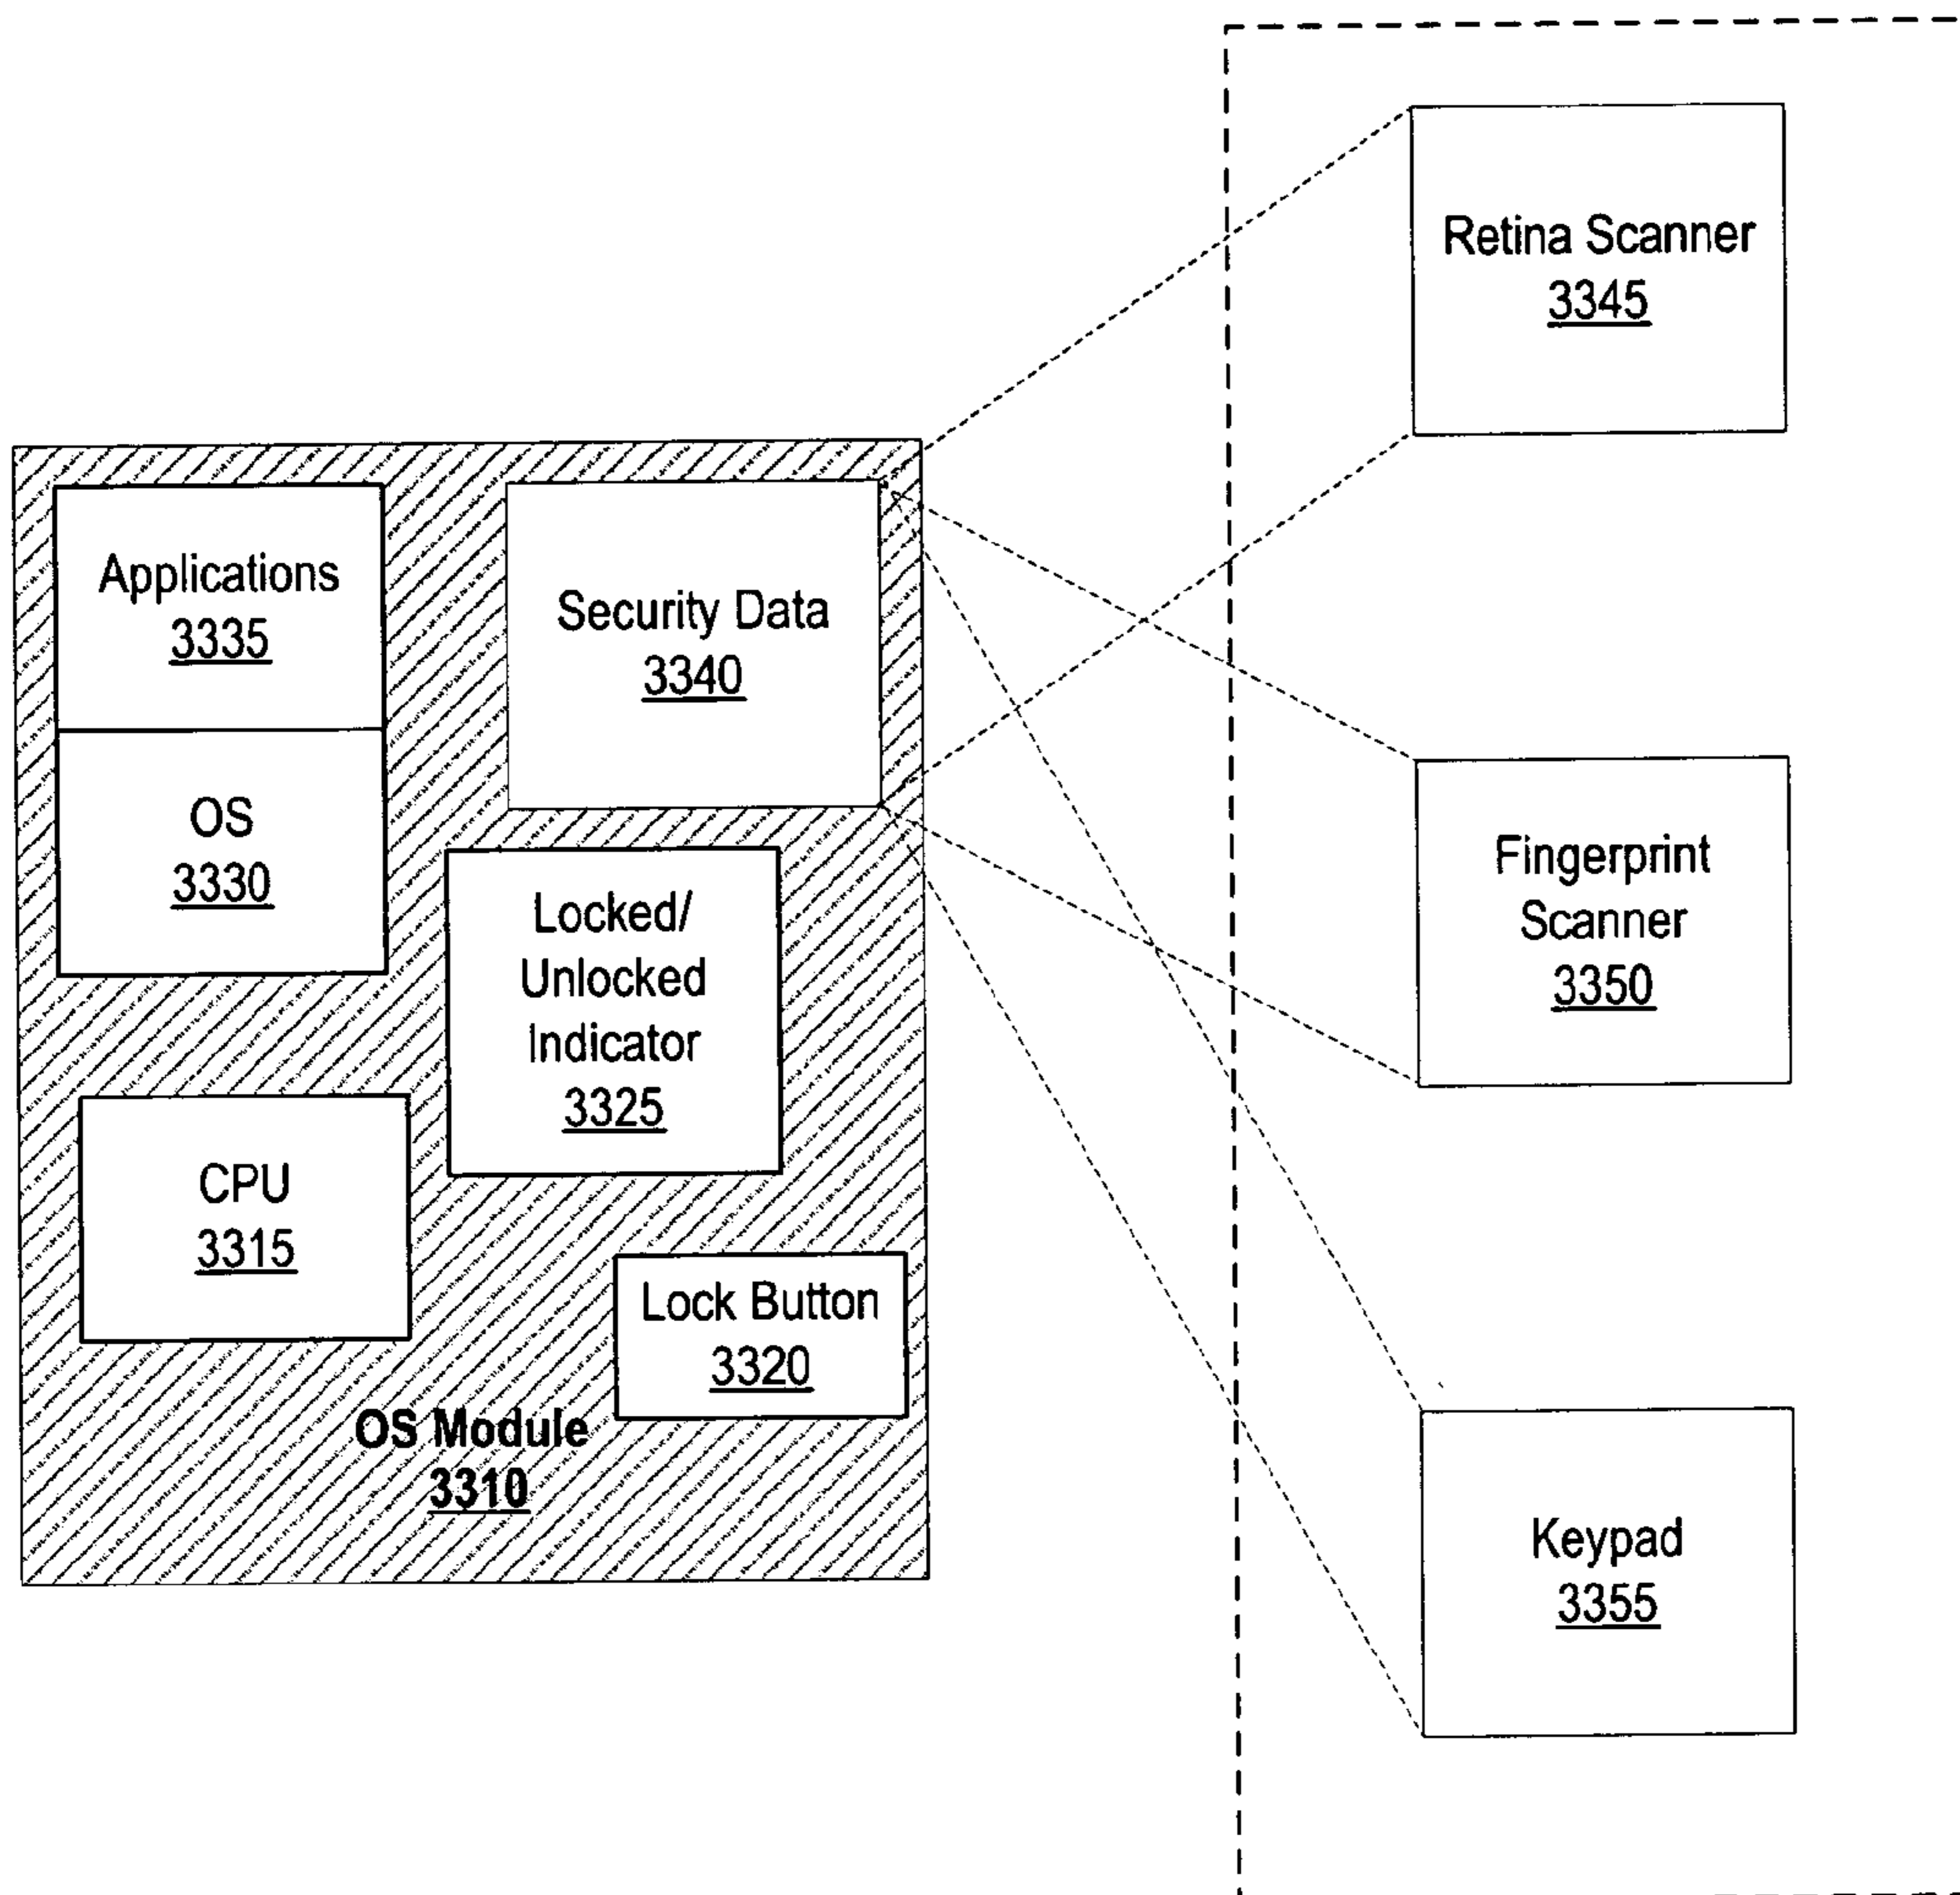 Applications
3335
OS
3330
Security Data
3340
Locked/
Unlocked
Indicator
3325
CPU
3315
Lock Button
3320
OS Module
3310
Retina Scanner
3345
Fingerprint
Scanner
3350
Keypad
3355